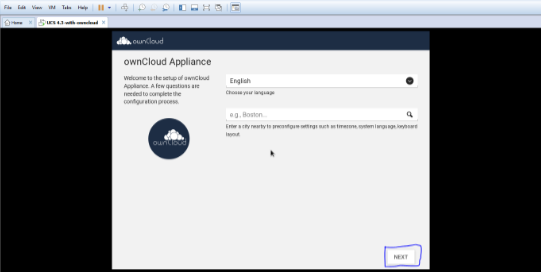 File Edit View VM Tabs Help
Home
UCS 4.3-with-owncloud
ownCloud
ownCloud Appliance
Welcome to the setup of ownCloud
Appliance. A few questions are
needed to complete the
configuration process.
ownCloud
English
Choose your language
e.g., Boston...
Enter a city nearby to preconfigure settings such as timezone, system language, keyboard
layout.
NEXT